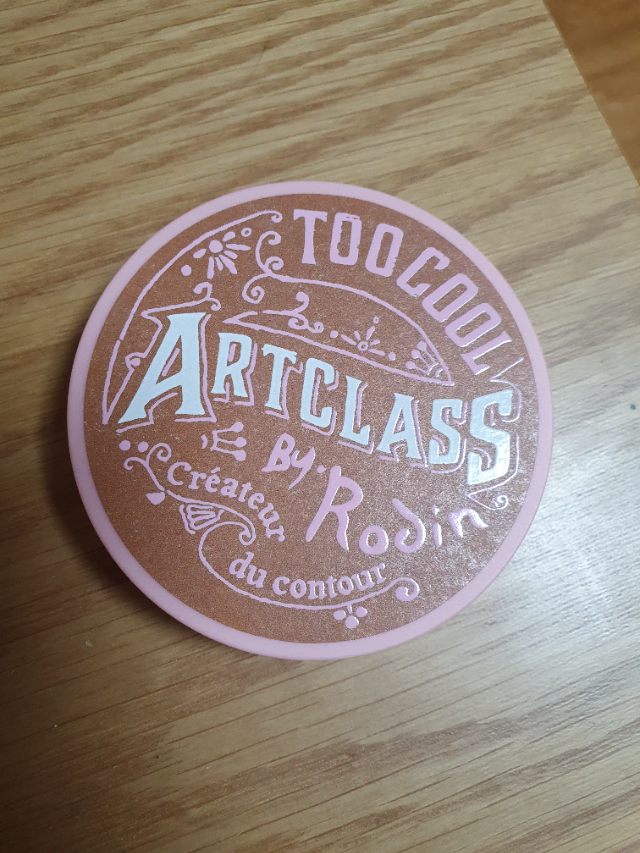 TOO COOL
ARTCLASS
BY. Rodin
Créateur
du contour